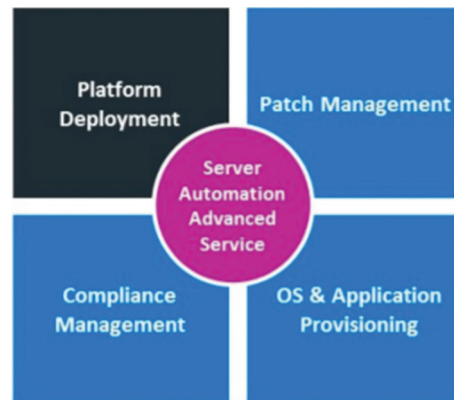 Platform
Deployment
Patch Management
Server
Automation
Advanced
Service
Compliance
Management
OS & Application
Provisioning